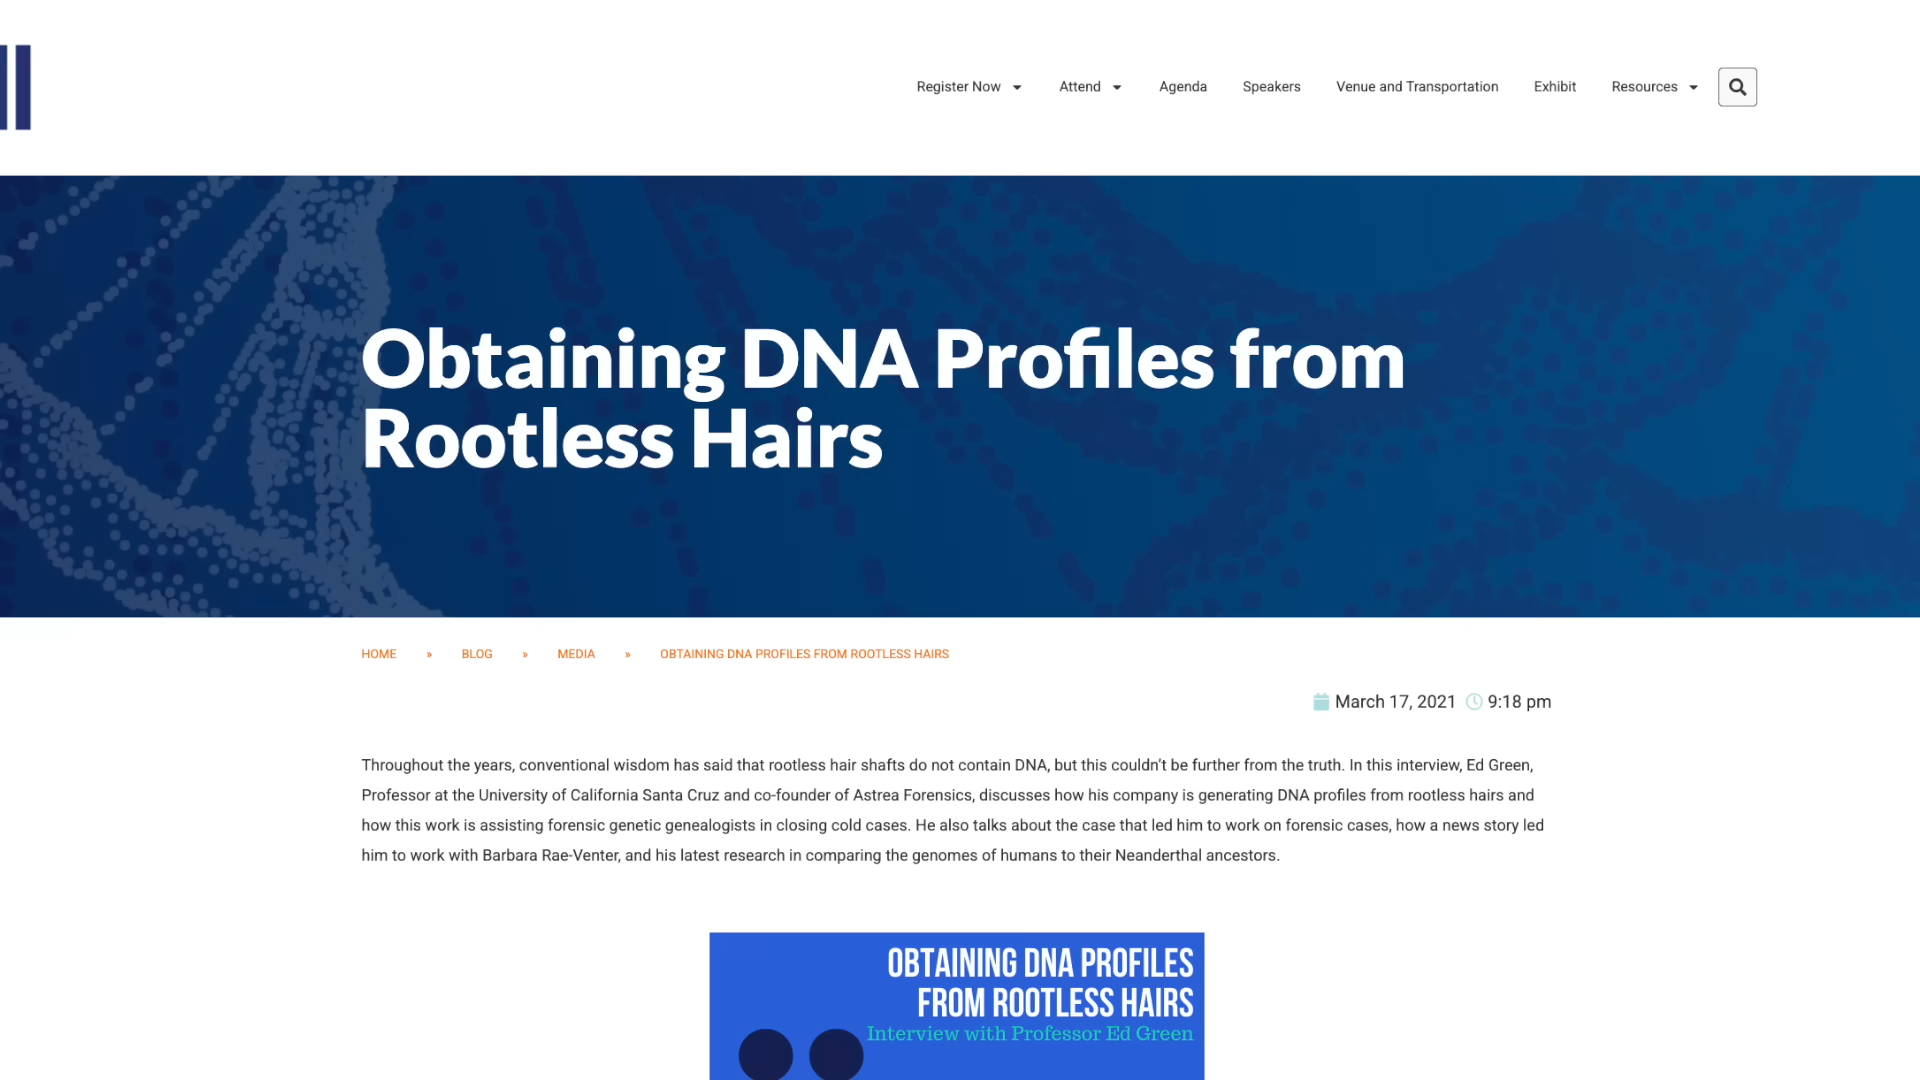 Register Now Attend Agenda Speakers Venue and Transportation Exhibit Resources
Obtaining DNA Profiles from
Rootless Hairs
HOME » BLOG » MEDIA » OBTAINING DNA PROFILES FROM ROOTLESS HAIRS
March 17, 2021 9:18 pm
Throughout the years, conventional wisdom has said that rootless hair shafts do not contain DNA, but this couldn't be further from the truth. In this interview, Ed Green,
Professor at the University of California Santa Cruz and co-founder of Astrea Forensics, discusses how his company is generating DNA profiles from rootless hairs and
how this work is assisting forensic genetic genealogists in closing cold cases. He also talks about the case that led him to work on forensic cases, how a news story led
him to work with Barbara Rae-Venter, and his latest research in comparing the genomes of humans to their Neanderthal ancestors.
OBTAINING DNA PROFILES
FROM ROOTLESS HAIRS
Interview with Professor Ed Green